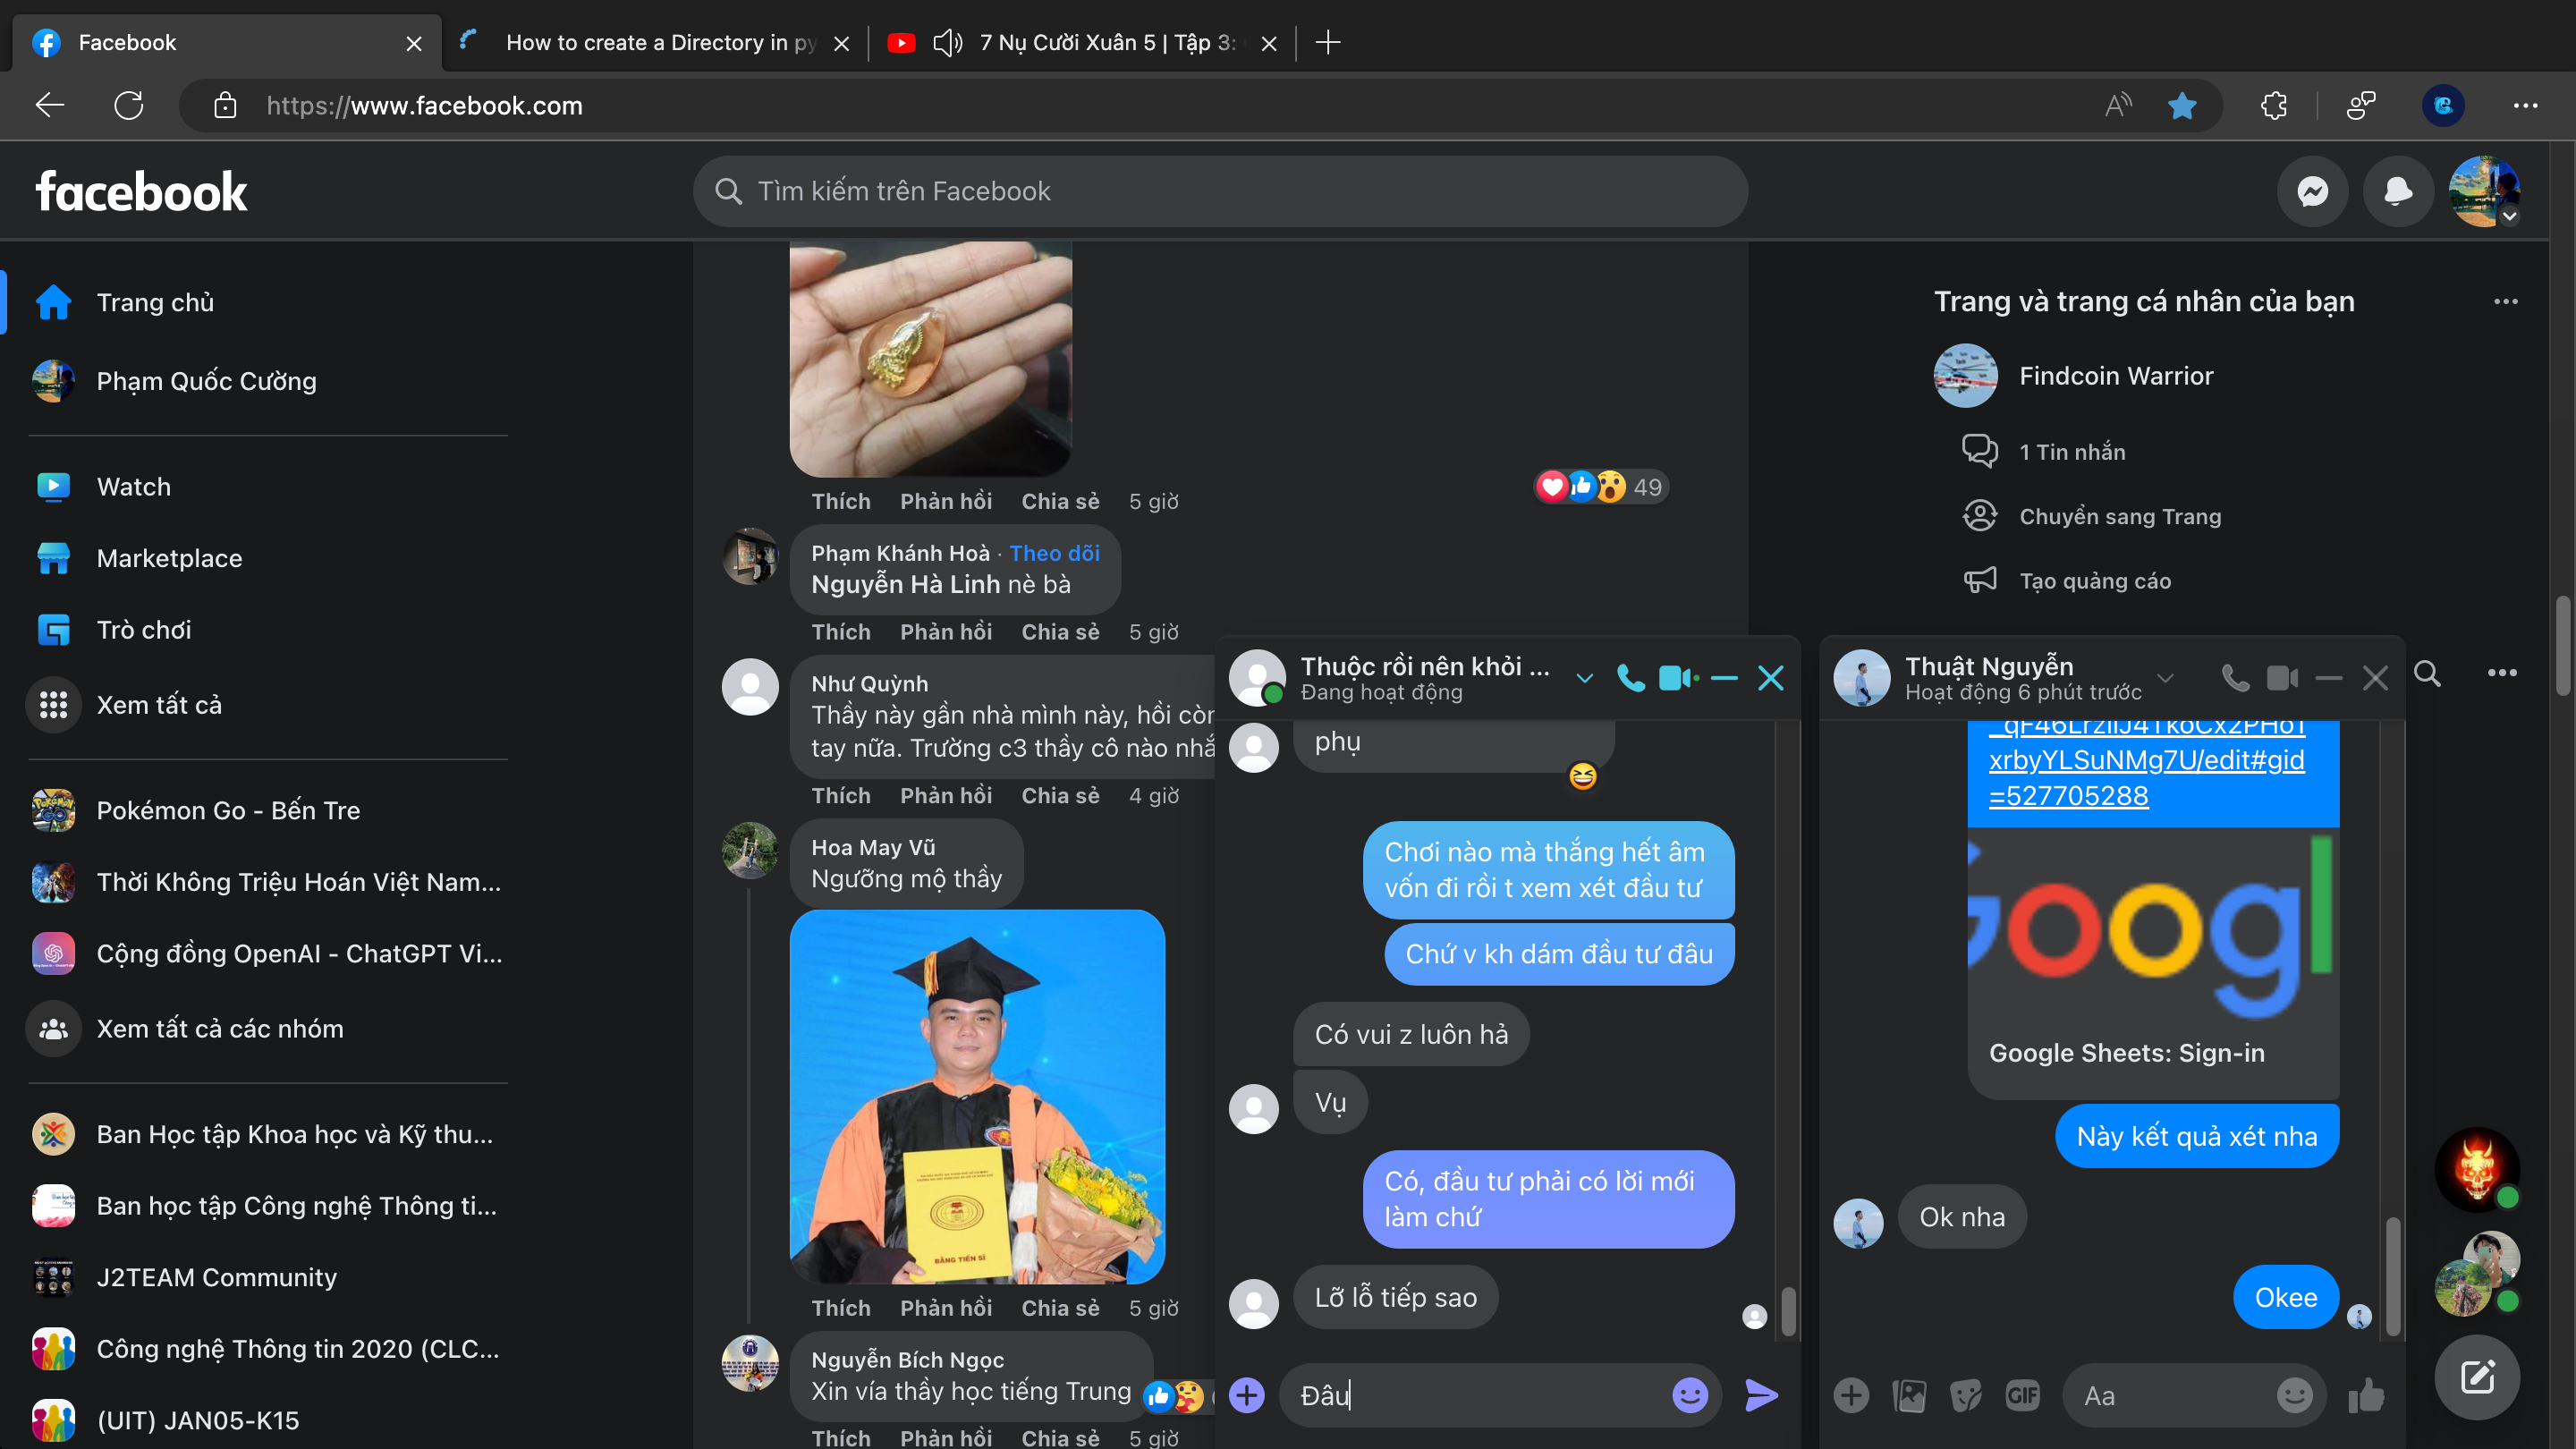 Facebook
How to create a Directory in py
7 Nụ Cười Xuân 5 | Tập 3:
https://www.facebook.com
facebook
Tìm kiếm trên Facebook
Trang chủ
Phạm Quốc Cường
Watch
Marketplace
Trò chơi
Xem tất cả
Pokémon Go - Bến Tre
Thời Không Triệu Hoán Việt Nam...
Cộng đồng OpenAI - ChatGPT Vi...
Xem tất cả các nhóm
Ban Học tập Khoa học và Kỹ thu...
Ban học tập Công nghệ Thông ti...
J2TEAM Community
Công nghệ Thông tin 2020 (CLC...
(UIT) JAN05-K15
Thích Phản hồi Chia sẻ 5 giờ
49
Phạm Khánh Hoà · Theo dõi
Nguyễn Hà Linh nè bà
Thích Phản hồi Chia sẻ 5 giờ
Như Quỳnh
Thầy này gần nhà mình này, hồi còn
tay nữa. Trường c3 thầy cô nào nhắ
Thích Phản hồi Chia sẻ 4 giờ
Hoa May Vũ
Ngưỡng mộ thầy
BẰNG TIẾN SĨ
Thích Phản hồi Chia sẻ 5 giờ
Nguyễn Bích Ngọc
Xin vía thầy học tiếng Trung
Thích Phản hồi Chia sẻ 5 giờ
Trang và trang cá nhân của bạn
Findcoin Warrior
1 Tin nhắn
Chuyển sang Trang
Tạo quảng cáo
Thuộc rồi nên khỏi ...
Đang hoạt động
phụ
Chơi nào mà thắng hết âm
vốn đi rồi t xem xét đầu tư
Chứ v kh dám đầu tư đâu
Có vui z luôn hả
Vụ
Có, đầu tư phải có lời mới
làm chứ
Lỡ lỗ tiếp sao
Đâu
Thuật Nguyễn
Hoạt động 6 phút trước
xrbyYLSuNMg7U/edit#gid
=527705288
Googl
Google Sheets: Sign-in
Này kết quả xét nha
Ok nha
Okee
GIF
Aa